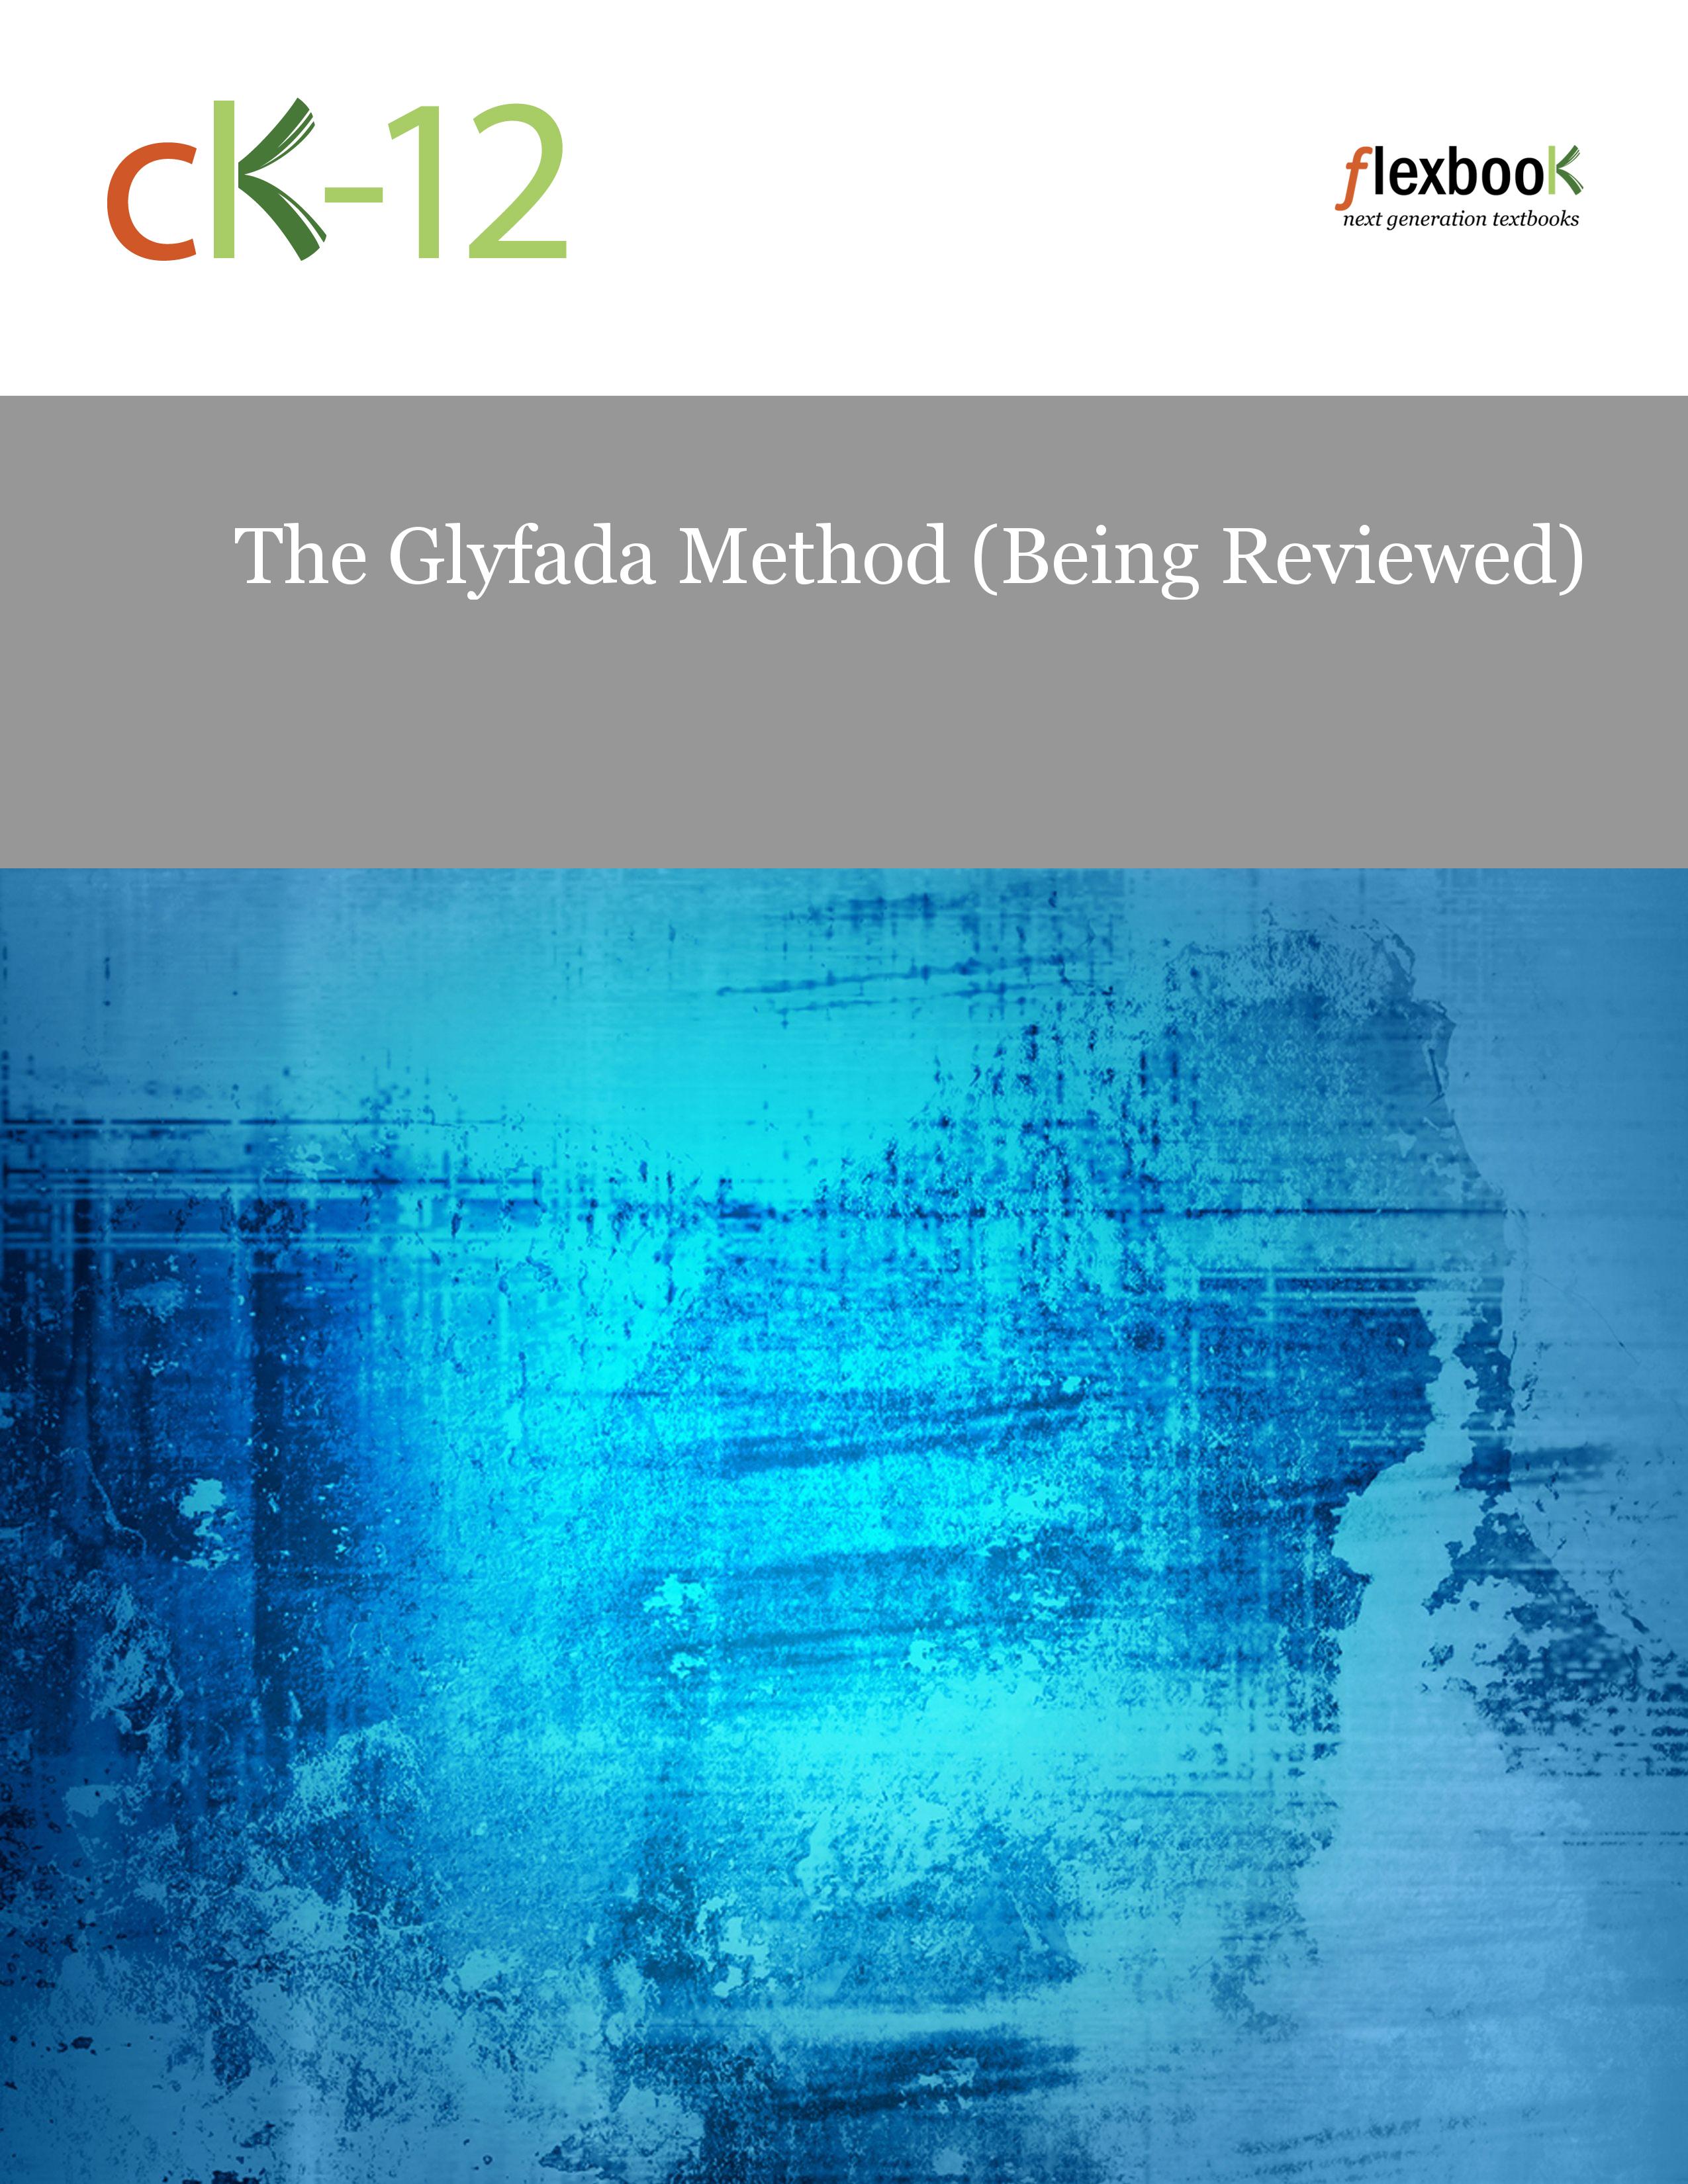 cK-12
flexbook
next generation textbooks
The Glyfada Method (Being Reviewed)